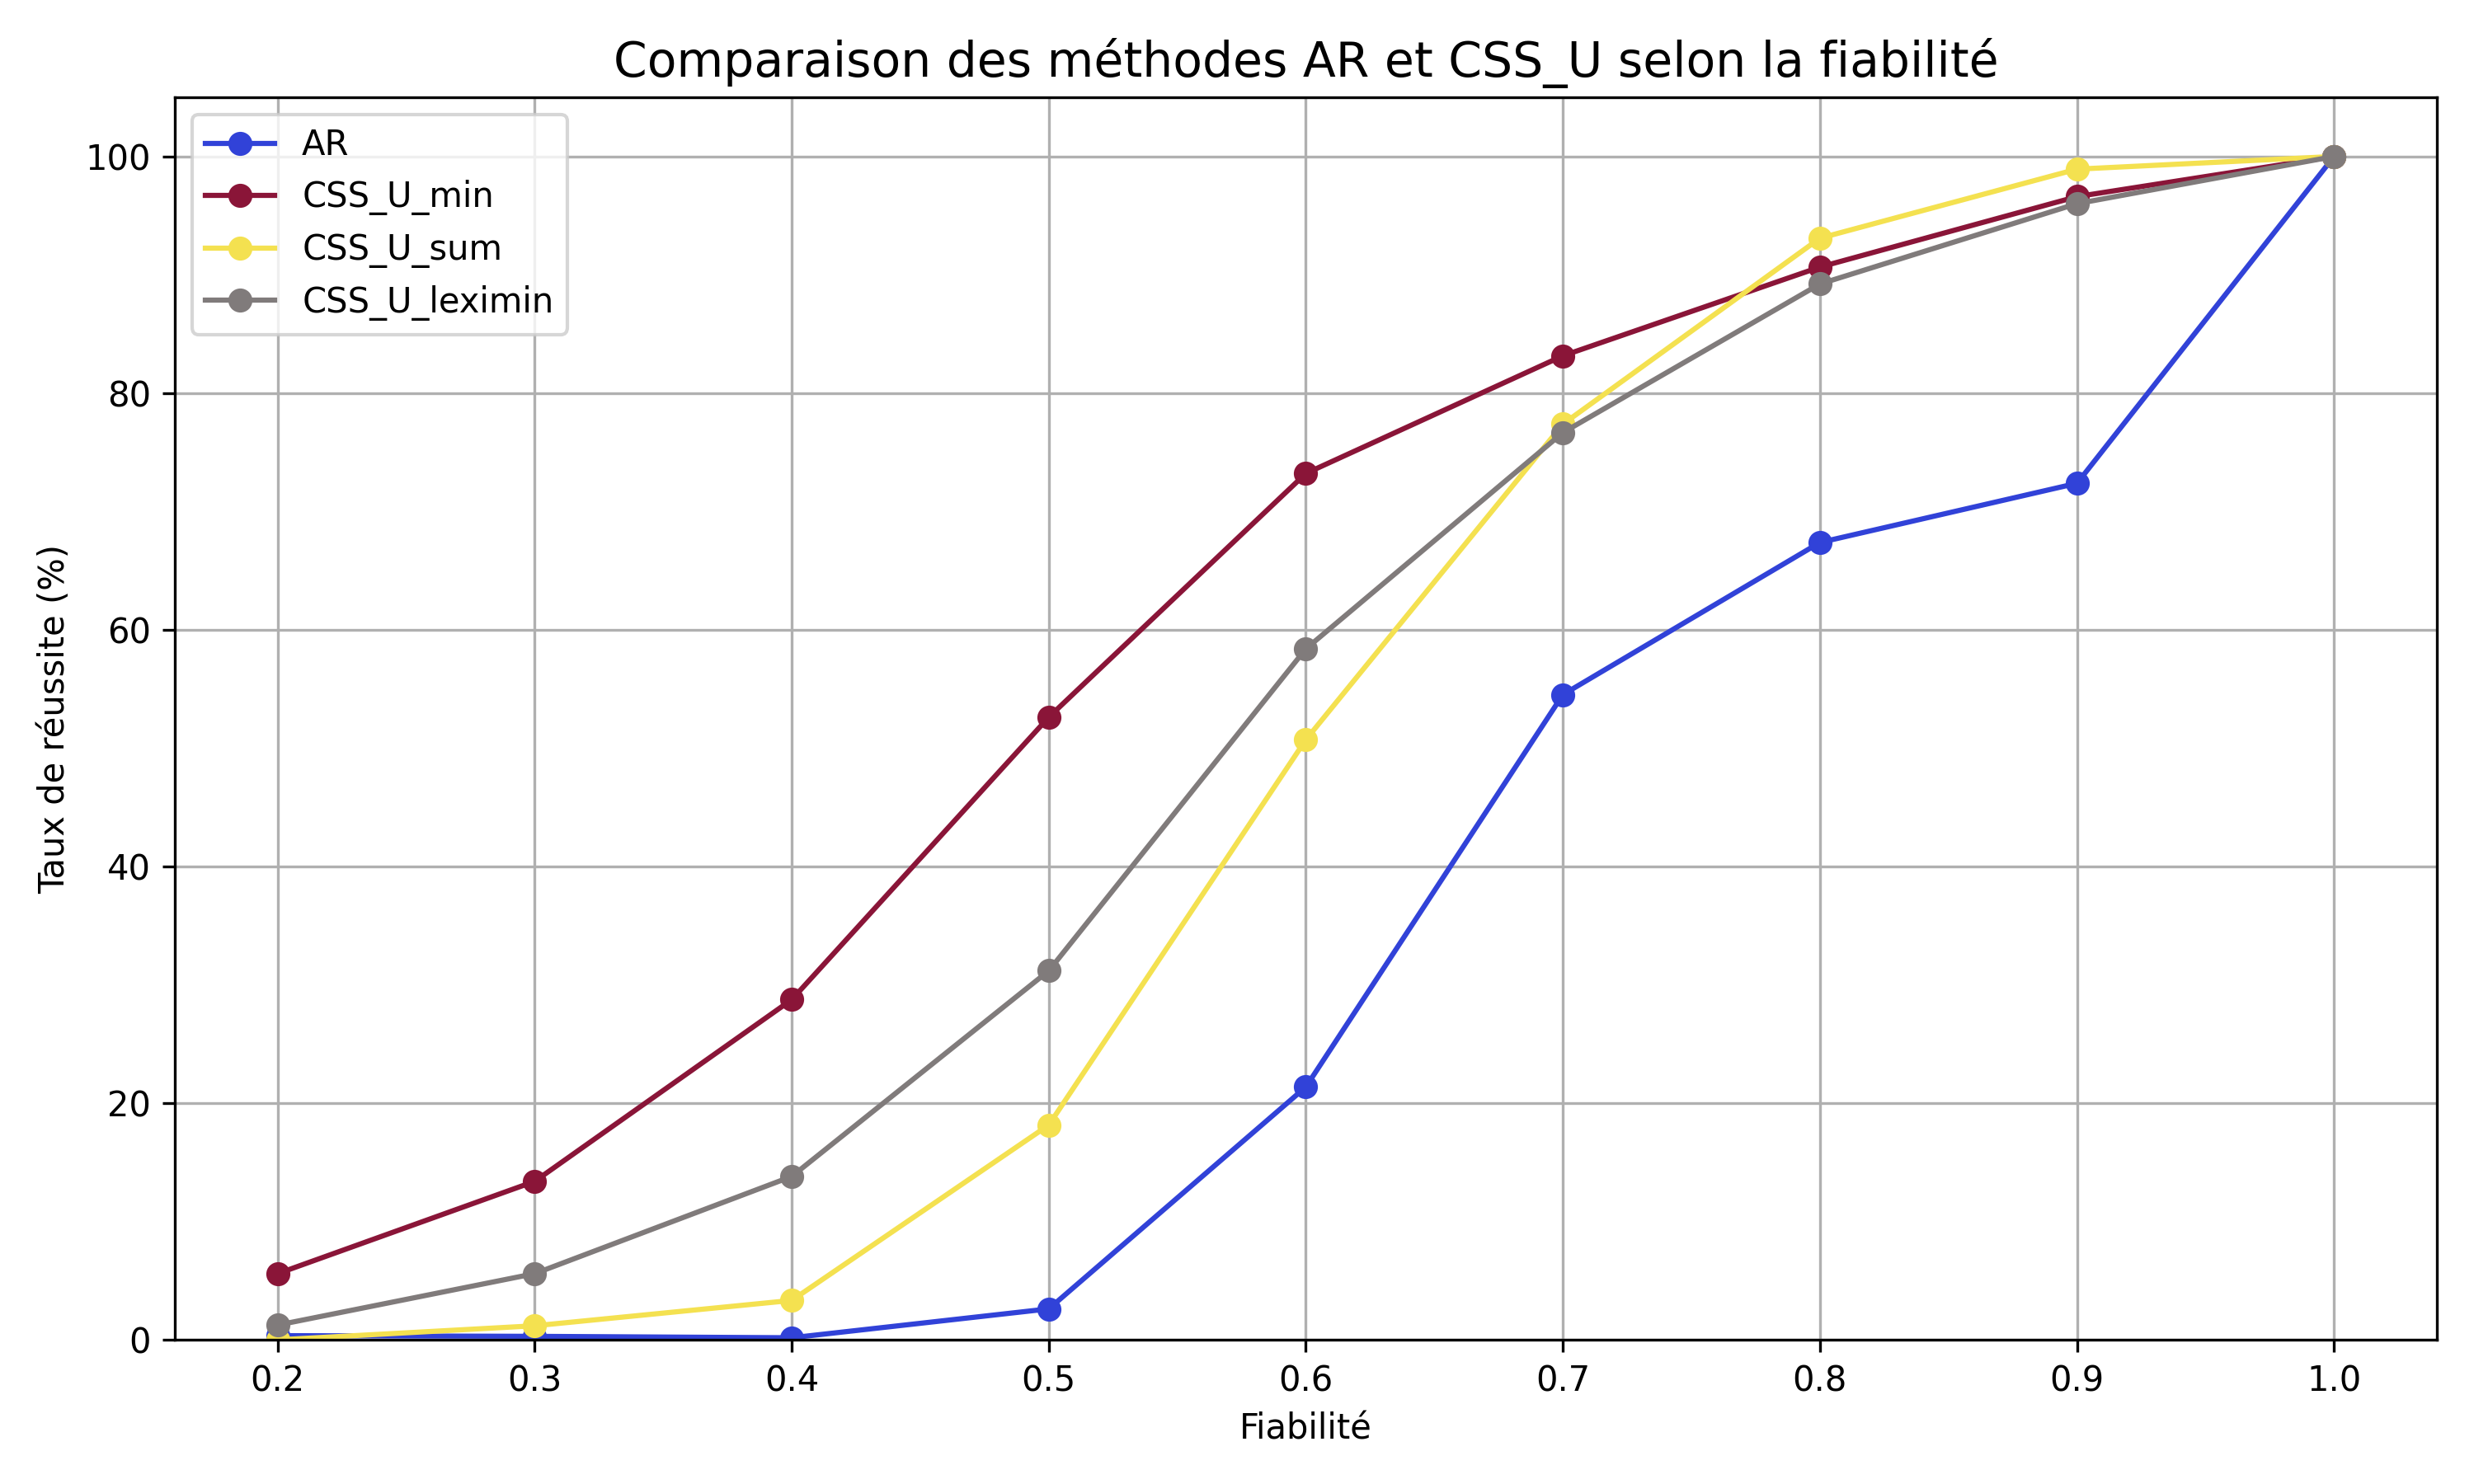 Comparaison des méthodes AR et CSS_U selon la fiabilité
AR
CSS_U_min
CSS_U_sum
CSS_U_leximin
100
80
60
40
20
0
Taux de réussite (%)
0.2 0.3 0.4 0.5 0.6 0.7 0.8 0.9 1.0
Fiabilité